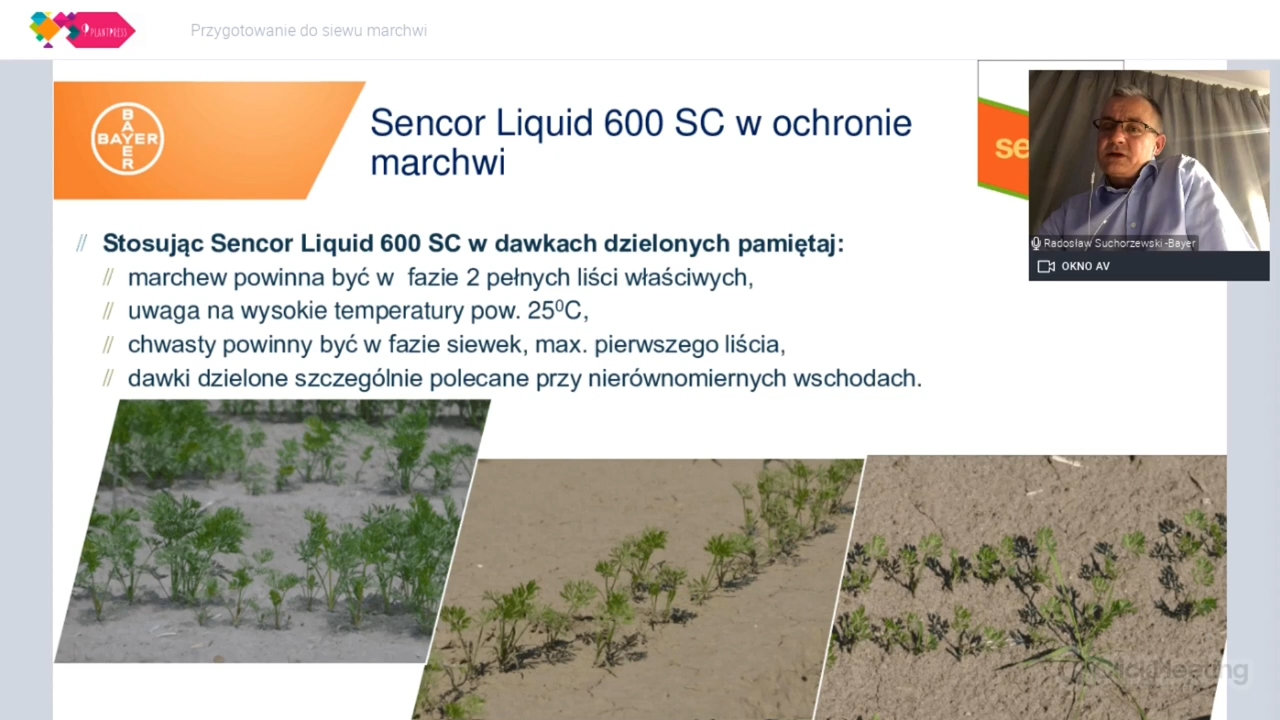 PLANTPRESS
Przygotowanie do siewu marchwi
BAYER
BAYER
Sencor Liquid 600 SC w ochronie
marchwi
se
Radosław Suchorzewski -Bayer
OKNO AV
// Stosując Sencor Liquid 600 SC w dawkach dzielonych pamiętaj:
// marchew powinna być w fazie 2 pełnych liści właściwych,
// uwaga na wysokie temperatury pow. 25⁰C,
// chwasty powinny być w fazie siewek, max. pierwszego liścia,
// dawki dzielone szczególnie polecane przy nierównomiernych wschodach.
ClickMeeting